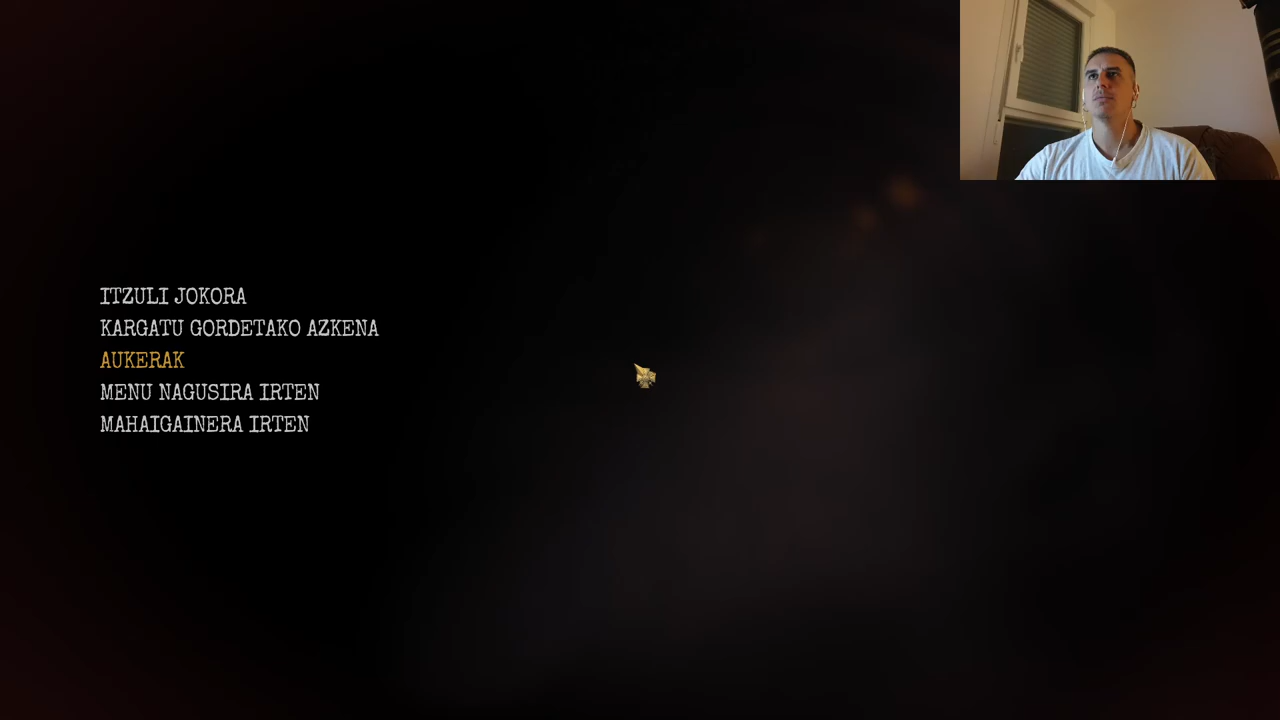 ITZULI JOKORA
KARGATU GORDETAKO AZKENA
AUKERAK
MENU NAGUSIRA IRTEN
MAHAIGAINERA IRTEN